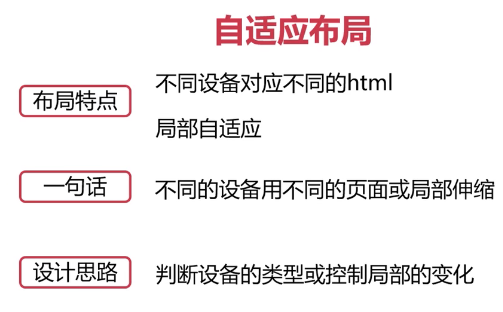 自适应布局
不同设备对应不同的html
布局特点
局部自适应
一句话
不同的设备用不同的页面或局部伸缩
设计思路
判断设备的类型或控制局部的变化